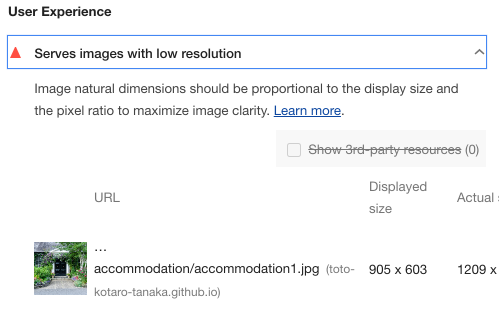 User Experience
Serves images with low resolution
Image natural dimensions should be proportional to the display size and
the pixel ratio to maximize image clarity. Learn more.
Show 3rd-party resources (0)
URL
Displayed
size
Actual
…
accommodation/accommodation1.jpg (toto-
kotaro-tanaka.github.io)
905 x 603
1209 x